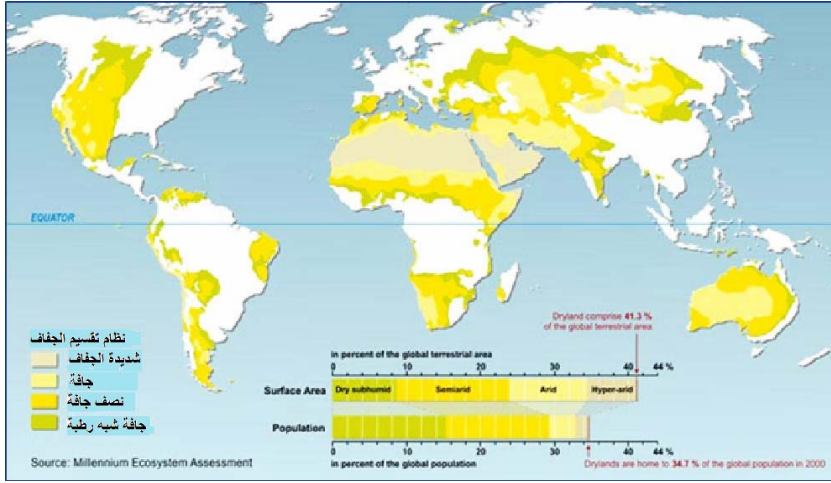 EQUATOR
نظام تقسيم الجفاف
شديدة الجفاف
جافة
نصف جافة
جافة شبه رطبة
Source: Millennium Ecosystem Assessment
Dryland comprise 41.3 %
of the global terrestrial area
in percent of the global terrestrial area
0 10 20 30 40 44 %
Surface Area Dry subhumid Semiarid Arid Hyper-arid
Population
0 10 20 30 40 44 %
in percent of the global population
Drylands are home to 34.7 % of the global population in 2000